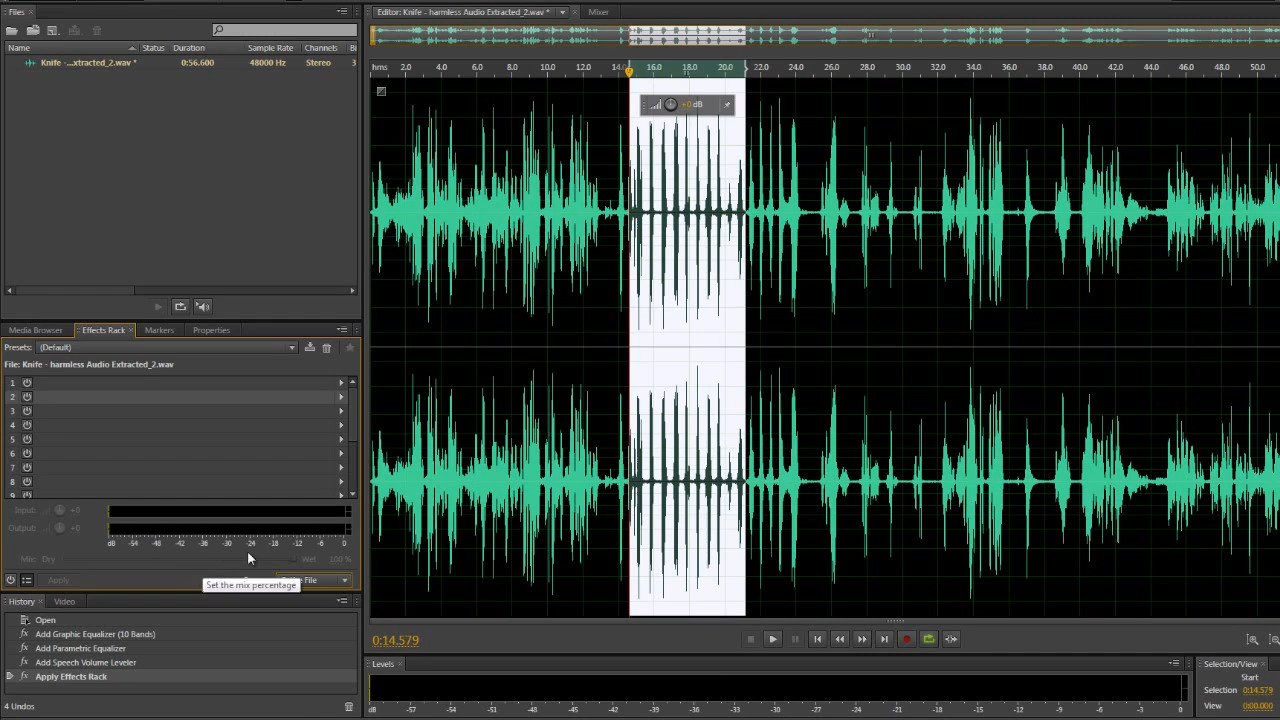 Files ×
Name Status Duration Sample Rate Channels Bi
Knife -...xtracted_2.wav * 0:56.600 48000 Hz Stereo 3
Media Browser Effects Rack × Markers Properties
Presets: (Default)
File: Knife - harmless Audio Extracted_2.wav
1
2
3
4
5
6
7
8
9
Input: +0
Output: +0
dB -54 -48 -42 -36 -30 -24 -18 -12 -6 0
Mix: Dry Wet 100 %
Apply File
Set the mix percentage
History × Video
Open
fx Add Graphic Equalizer (10 Bands)
fx Add Parametric Equalizer
fx Add Speech Volume Leveler
fx Apply Effects Rack
4 Undos
Editor: Knife - harmless Audio Extracted_2.wav * × Mixer
hms 2.0 4.0 6.0 8.0 10.0 12.0 14.0 16.0 18.0 20.0 22.0 24.0 26.0 28.0 30.0 32.0 34.0 36.0 38.0 40.0 42.0 44.0 46.0 48.0 50.0
+0 dB
0:14.579
Levels ×
dB -57 -54 -51 -48 -45 -42 -39 -36 -33 -30 -27 -24 -21 -18 -15 -12 -9 -6 -3 0
Selection/View ×
Start
Selection 0:14.579
View 0:00.000